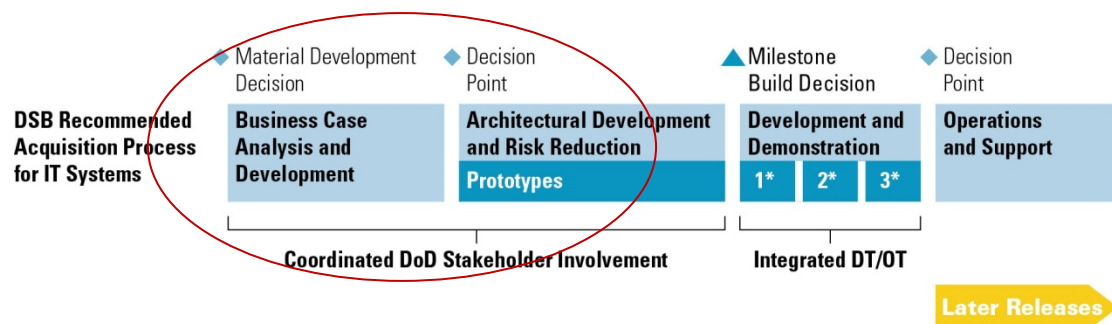 Material Development
Decision
Decision
Point
Milestone
Build Decision
Decision
Point
DSB Recommended
Acquisition Process
for IT Systems
Business Case
Analysis and
Development
Architectural Development
and Risk Reduction
Prototypes
Development and
Demonstration
1*
2*
3*
Operations
and Support
Coordinated DoD Stakeholder Involvement
Integrated DT/OT
Later Releases